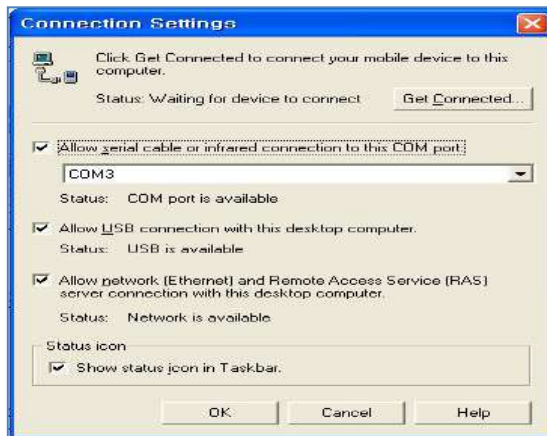 Connection Settings
Click Get Connected to connect your mobile device to this
computer.
Status: Waiting for device to connect
Get Connected...
Allow serial cable or infrared connection to this COM port:
COM3
Status: COM port is available
Allow USB connection with this desktop computer.
Status: USB is available
Allow network (Ethernet) and Remote Access Service (RAS)
server connection with this desktop computer.
Status: Network is available
Status icon
Show status icon in Taskbar.
OK
Cancel
Help